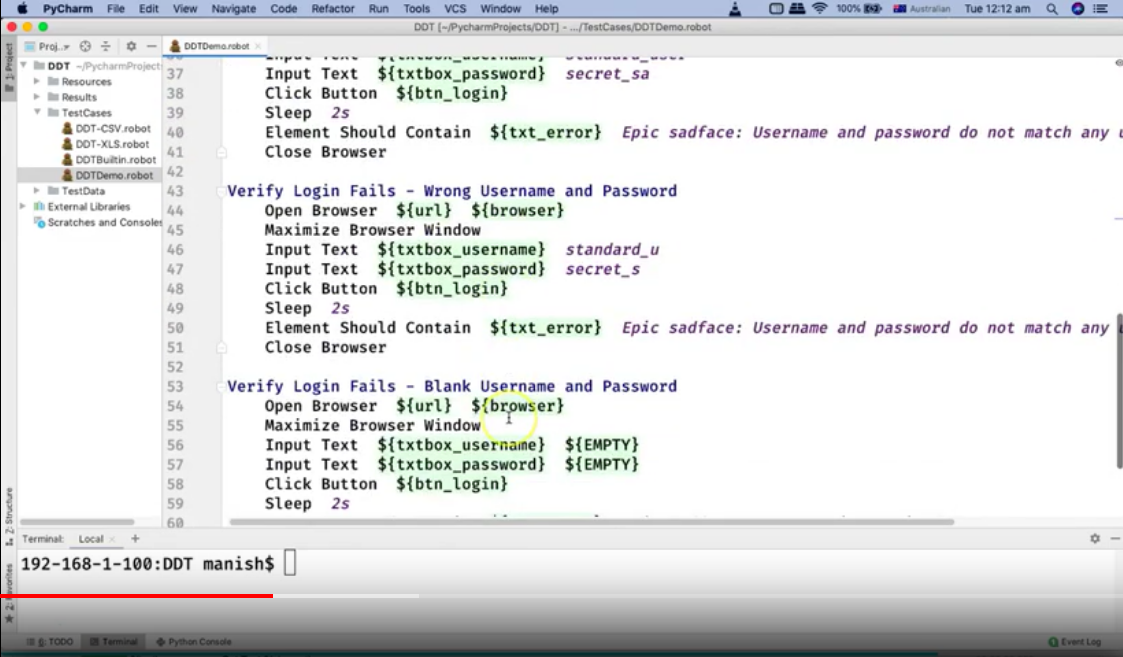 PyCharm File Edit View Navigate Code Refactor Run Tools VCS Window Help 100% Australian Tue 12:12 am
DDT [~/PycharmProjects/DDT] - .../TestCases/DDTDemo.robot
1: Project
Proj..
DDTDemo.robot
DDT ~/PycharmProject
Resources
Results
TestCases
DDT-CSV.robot
DDT-XLS.robot
DDTBuiltin.robot
DDTDemo.robot
TestData
External Libraries
Scratches and Consoles
36 Input Text ${txtbox_username} standard_user
37 Input Text ${txtbox_password} secret_sa
38 Click Button ${btn_login}
39 Sleep 2s
40 Element Should Contain ${txt_error} Epic sadface: Username and password do not match any u
41 Close Browser
42
43 Verify Login Fails - Wrong Username and Password
44 Open Browser ${url} ${browser}
45 Maximize Browser Window
46 Input Text ${txtbox_username} standard_u
47 Input Text ${txtbox_password} secret_s
48 Click Button ${btn_login}
49 Sleep 2s
50 Element Should Contain ${txt_error} Epic sadface: Username and password do not match any u
51 Close Browser
52
53 Verify Login Fails - Blank Username and Password
54 Open Browser ${url} ${browser}
55 Maximize Browser Window
56 Input Text ${txtbox_username} ${EMPTY}
57 Input Text ${txtbox_password} ${EMPTY}
58 Click Button ${btn_login}
59 Sleep 2s
60
Z: Structure
2: Favorites
Terminal: Local +
192-168-1-100:DDT manish$
6: TODO Terminal Python Console Event Log